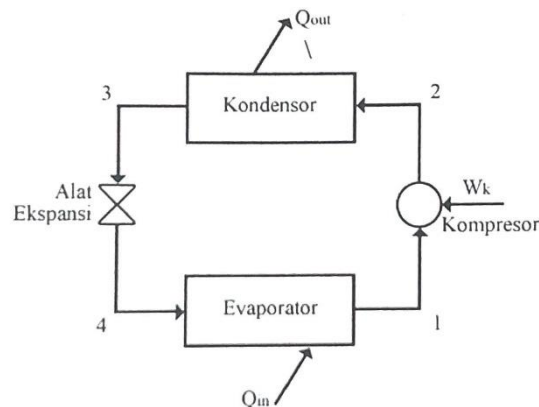 Qout
3
Kondensor
2
Alat
Ekspansi
Wk
Kompresor
4
Evaporator
1
Qin